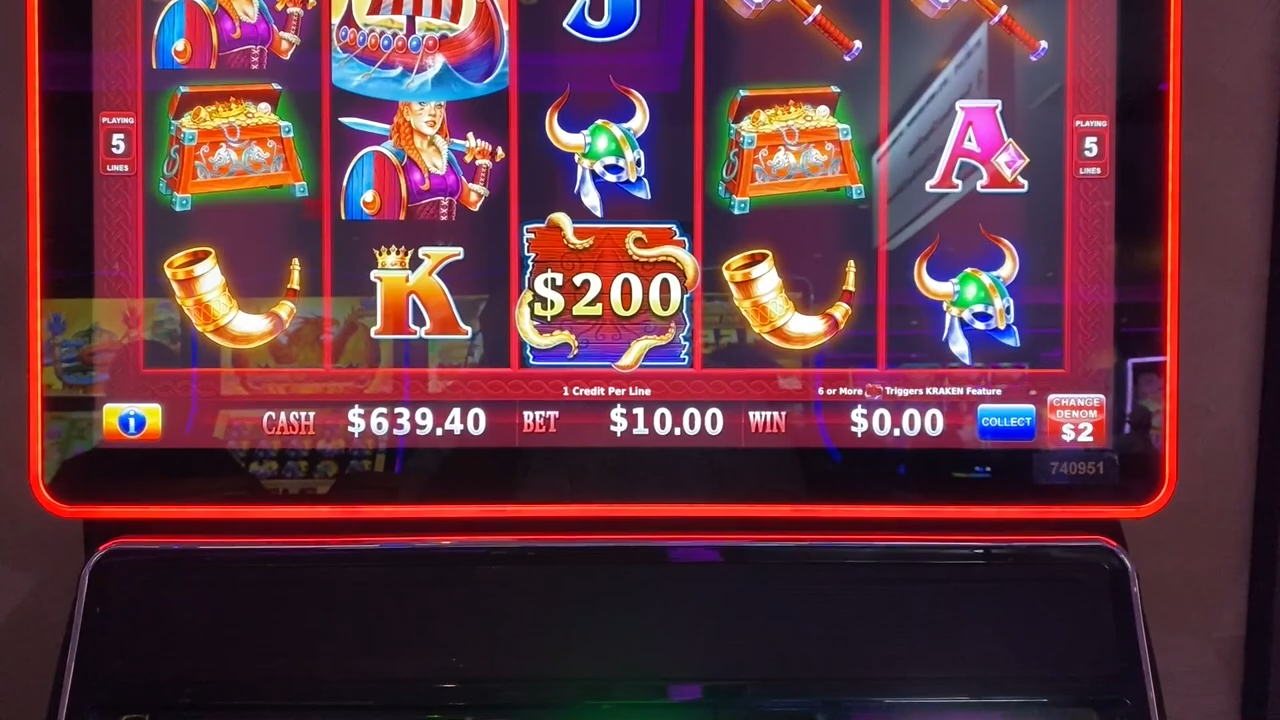 J
PLAYING
5
LINES
A
PLAYING
5
LINES
K
$200
1 Credit Per Line
6 or More Triggers KRAKEN Feature
i
CASH $639.40 BET $10.00 WIN $0.00
COLLECT
CHANGE
DENOM
$2
740951